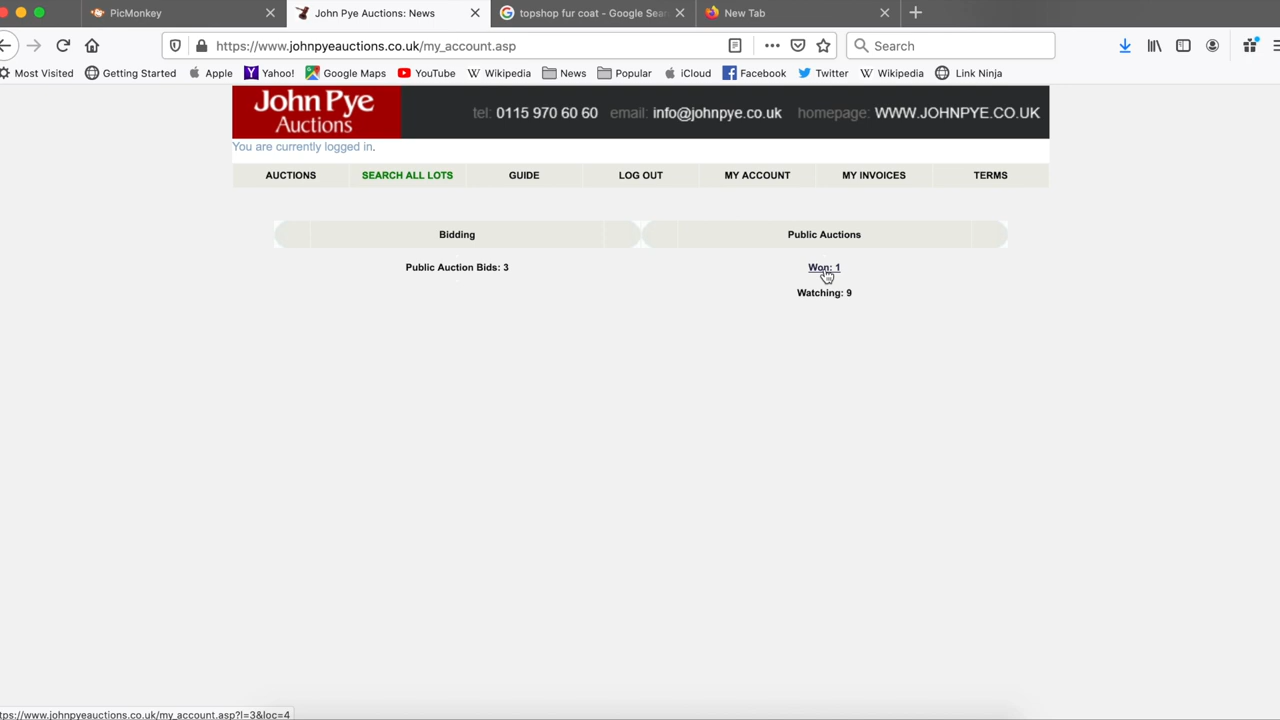 PicMonkey
John Pye Auctions: News
topshop fur coat - Google Sear
New Tab
https://www.johnpyeauctions.co.uk/my_account.asp
Search
Most Visited
Getting Started
Apple
Yahoo!
Google Maps
YouTube
Wikipedia
News
Popular
iCloud
Facebook
Twitter
Wikipedia
Link Ninja
John Pye
Auctions
tel: 0115 970 60 60 email: info@johnpye.co.uk homepage: WWW.JOHNPYE.CO.UK
You are currently logged in.
AUCTIONS
SEARCH ALL LOTS
GUIDE
LOG OUT
MY ACCOUNT
MY INVOICES
TERMS
Bidding
Public Auctions
Public Auction Bids: 3
Won: 1
Watching: 9
tps://www.johnpyeauctions.co.uk/my_account.asp?l=3&loc=4